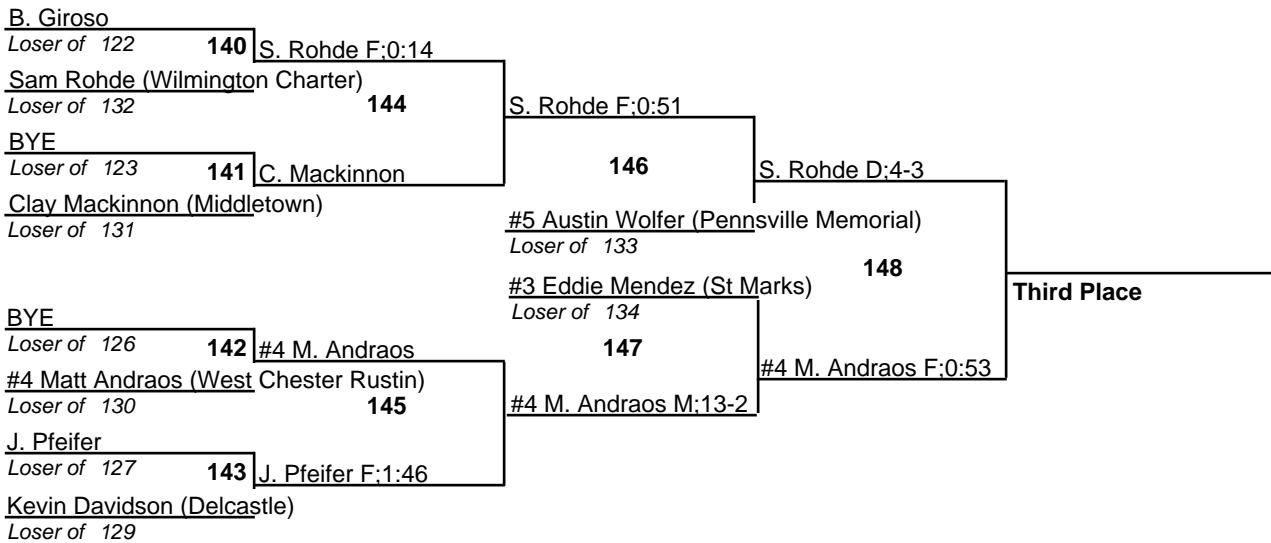 B. Giroso
Loser of 122
140
S. Rohde F;0:14
Sam Rohde (Wilmington Charter)
Loser of 132
144
S. Rohde F;0:51
BYE
Loser of 123
141
C. Mackinnon
146
S. Rohde D;4-3
Clay Mackinnon (Middletown)
Loser of 131
#5 Austin Wolfer (Pennsville Memorial)
Loser of 133
148
#3 Eddie Mendez (St Marks)
Loser of 134
Third Place
BYE
Loser of 126
142
#4 M. Andraos
147
#4 M. Andraos F;0:53
#4 Matt Andraos (West Chester Rustin)
Loser of 130
145
#4 M. Andraos M;13-2
J. Pfeifer
Loser of 127
143
J. Pfeifer F;1:46
Kevin Davidson (Delcastle)
Loser of 129